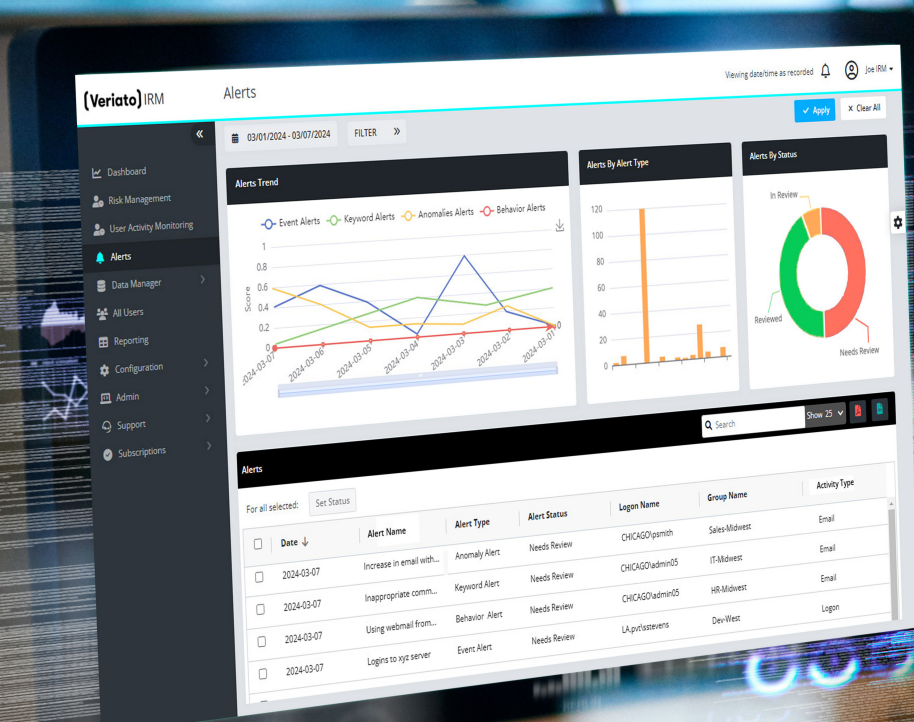 (Veriato) IRM
Alerts
Viewing date/time as recorded
Joe IRM
«
03/01/2024 - 03/07/2024
FILTER »
✓ Apply
× Clear All
Dashboard
Risk Management
User Activity Monitoring
Alerts
Data Manager
All Users
Reporting
Configuration
Admin
Support
Subscriptions
Alerts Trend
Event Alerts Keyword Alerts Anomalies Alerts Behavior Alerts
Score
1
0.8
0.6
0.4
0.2
0
0
2024-03-07 2024-03-06 2024-03-05 2024-03-04 2024-03-03 2024-03-02 2024-03-01
Alerts By Alert Type
120
100
80
60
40
20
0
Alerts By Status
In Review
Reviewed
Needs Review
Alerts
Search
Show 25
For all selected: Set Status
Date ↓ Alert Name Alert Type Alert Status Logon Name Group Name Activity Type
2024-03-07 Increase in email with... Anomaly Alert Needs Review CHICAGO\psmith Sales-Midwest Email
2024-03-07 Inappropriate comm... Keyword Alert Needs Review CHICAGO\admin05 IT-Midwest Email
2024-03-07 Using webmail from... Behavior Alert Needs Review CHICAGO\admin05 HR-Midwest Email
2024-03-07 Logins to xyz server Event Alert Needs Review LA.pvt\sstevens Dev-West Logon